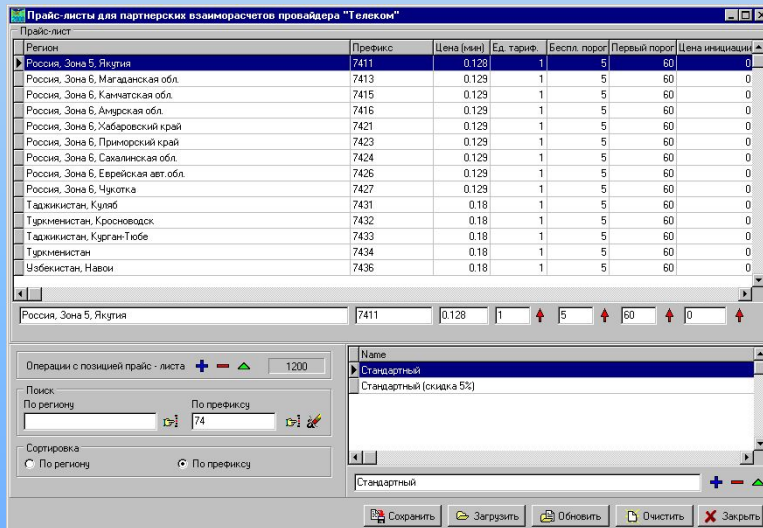 Прайс-листы для партнерских взаиморасчетов провайдера "Телеком"
Прайс-лист
Регион Префикс Цена (мин) Ед. тариф. Беспл. порог Первый порог Цена инициации
Россия, Зона 5, Якутия 7411 0.128 1 5 60 0
Россия, Зона 6, Магаданская обл. 7413 0.129 1 5 60 0
Россия, Зона 6, Камчатская обл. 7415 0.129 1 5 60 0
Россия, Зона 6, Амурская обл. 7416 0.129 1 5 60 0
Россия, Зона 6, Хабаровский край 7421 0.129 1 5 60 0
Россия, Зона 6, Приморский край 7423 0.129 1 5 60 0
Россия, Зона 6, Сахалинская обл. 7424 0.129 1 5 60 0
Россия, Зона 6, Еврейская авт.обл. 7426 0.129 1 5 60 0
Россия, Зона 6, Чукотка 7427 0.129 1 5 60 0
Таджикистан, Куляб 7431 0.18 1 5 60 0
Туркменистан, Кросноводск 7432 0.18 1 5 60 0
Таджикистан, Курган-Тюбе 7433 0.18 1 5 60 0
Туркменистан 7434 0.18 1 5 60 0
Узбекистан, Навои 7436 0.18 1 5 60 0
Россия, Зона 5, Якутия 7411 0.128 1 5 60 0
Операции с позицией прайс - листа 1200
Поиск
По региону По префиксу
74
Сортировка
По региону По префиксу
Name
Стандартный
Стандартный (скидка 5%)
Стандартный
Сохранить Загрузить Обновить Очистить Закрыть